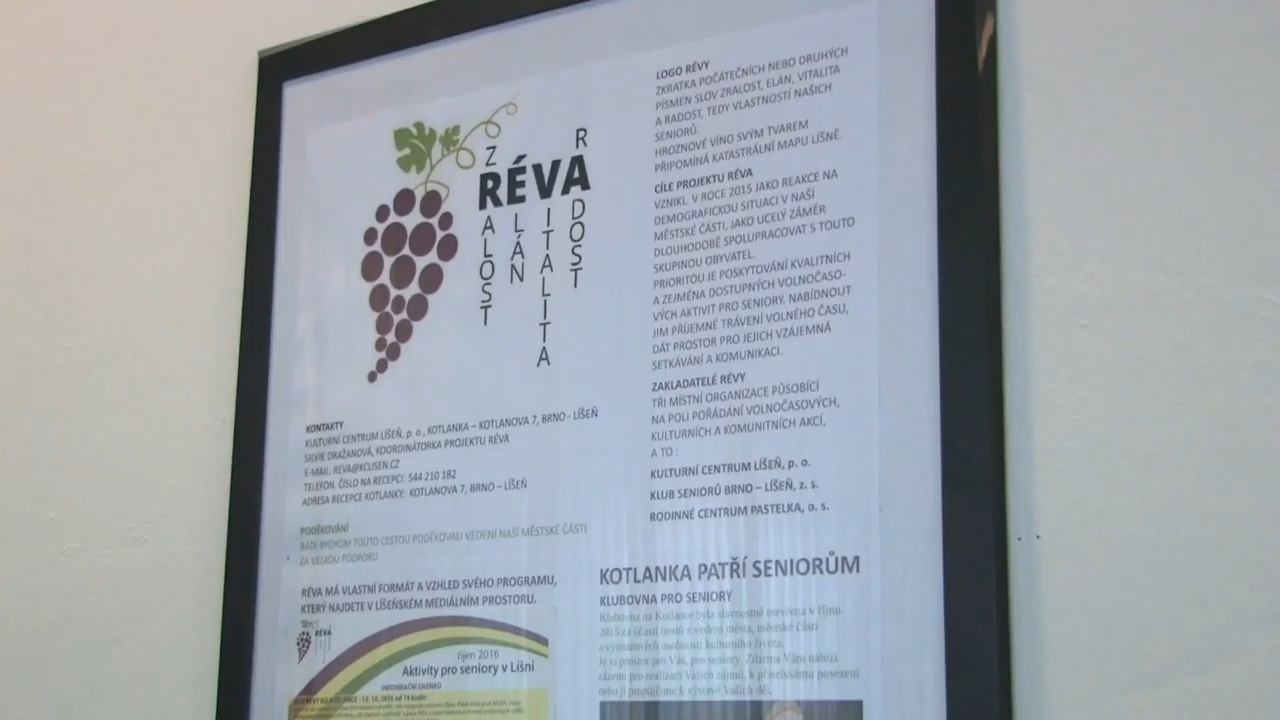 Z
R
RÉVA
ALOST
LÁN
ITALITA
DOST
KONTAKTY
KULTURNÍ CENTRUM LÍŠEŇ, p. o., KOTLANKA – KOTLANOVA 7, BRNO - LÍŠEŇ
SILVIE ORAŽANOVÁ, KOORDINÁTORKA PROJEKTU RÉVA
E-MAIL: REVA@KCLISEN.CZ
TELEFON. ČÍSLO NA RECEPCI: 544 210 182
ADRESA RECEPCE KOTLANKY: KOTLANOVA 7, BRNO – LÍŠEŇ
PODĚKOVÁNÍ
RÁDI BYCHOM TOUTO CESTOU PODĚKOVALI VEDENÍ NAŠÍ MĚSTSKÉ ČÁSTI
ZA VELKOU PODPORU.
RÉVA MÁ VLASTNÍ FORMÁT A VZHLED SVÉHO PROGRAMU,
KTERÝ NAJDETE V LÍŠEŇSKÉM MEDIÁLNÍM PROSTORU.
RÉVA
říjen 2016
Aktivity pro seniory v Líšni
INFORMAČNÍ OKÉNKO
LOGO RÉVY
ZKRATKA POČÁTEČNÍCH NEBO DRUHÝCH
PÍSMEN SLOV ZRALOST, ELÁN, VITALITA
A RADOST, TEDY VLASTNOSTÍ NAŠICH
SENIORŮ.
HROZNOVÉ VÍNO SVÝM TVAREM
PŘIPOMÍNÁ KATASTRÁLNÍ MAPU LÍŠNĚ.
CÍLE PROJEKTU RÉVA
VZNIKL V ROCE 2015 JAKO REAKCE NA
DEMOGRAFICKOU SITUACI V NAŠÍ
MĚSTSKÉ ČÁSTI, JAKO UCELÝ ZÁMĚR
DLOUHODOBĚ SPOLUPRACOVAT S TOUTO
SKUPINOU OBYVATEL.
PRIORITOU JE POSKYTOVÁNÍ KVALITNÍCH
A ZEJMÉNA DOSTUPNÝCH VOLNOČASO-
VÝCH AKTIVIT PRO SENIORY. NABÍDNOUT
JIM PŘÍJEMNÉ TRÁVENÍ VOLNÉHO ČASU,
DÁT PROSTOR PRO JEJICH VZÁJEMNÁ
SETKÁVÁNÍ A KOMUNIKACI.
ZAKLADATELÉ RÉVY
TŘI MÍSTNÍ ORGANIZACE PŮSOBÍCÍ
NA POLI POŘÁDÁNÍ VOLNOČASOVÝCH,
KULTURNÍCH A KOMUNITNÍCH AKCÍ,
A TO :
KULTURNÍ CENTRUM LÍŠEŇ, p. o.
KLUB SENIORŮ BRNO – LÍŠEŇ, z. s.
RODINNÉ CENTRUM PASTELKA, o. s.
KOTLANKA PATŘÍ SENIORŮM
KLUBOVNA PRO SENIORY
Klubovna na Kotlance byla slavnostně otevřena v říjnu
2015 za účasti hostů z vedení města, městské části
a významných osobností kulturního života.
Je to prostor pro Vás, pro seniory. Zdarma Vám nabízí
zázemí pro realizaci Vašich zájmů, k přátelskému posezení
nebo ji propůjčíme k výstavě Vašich děl.